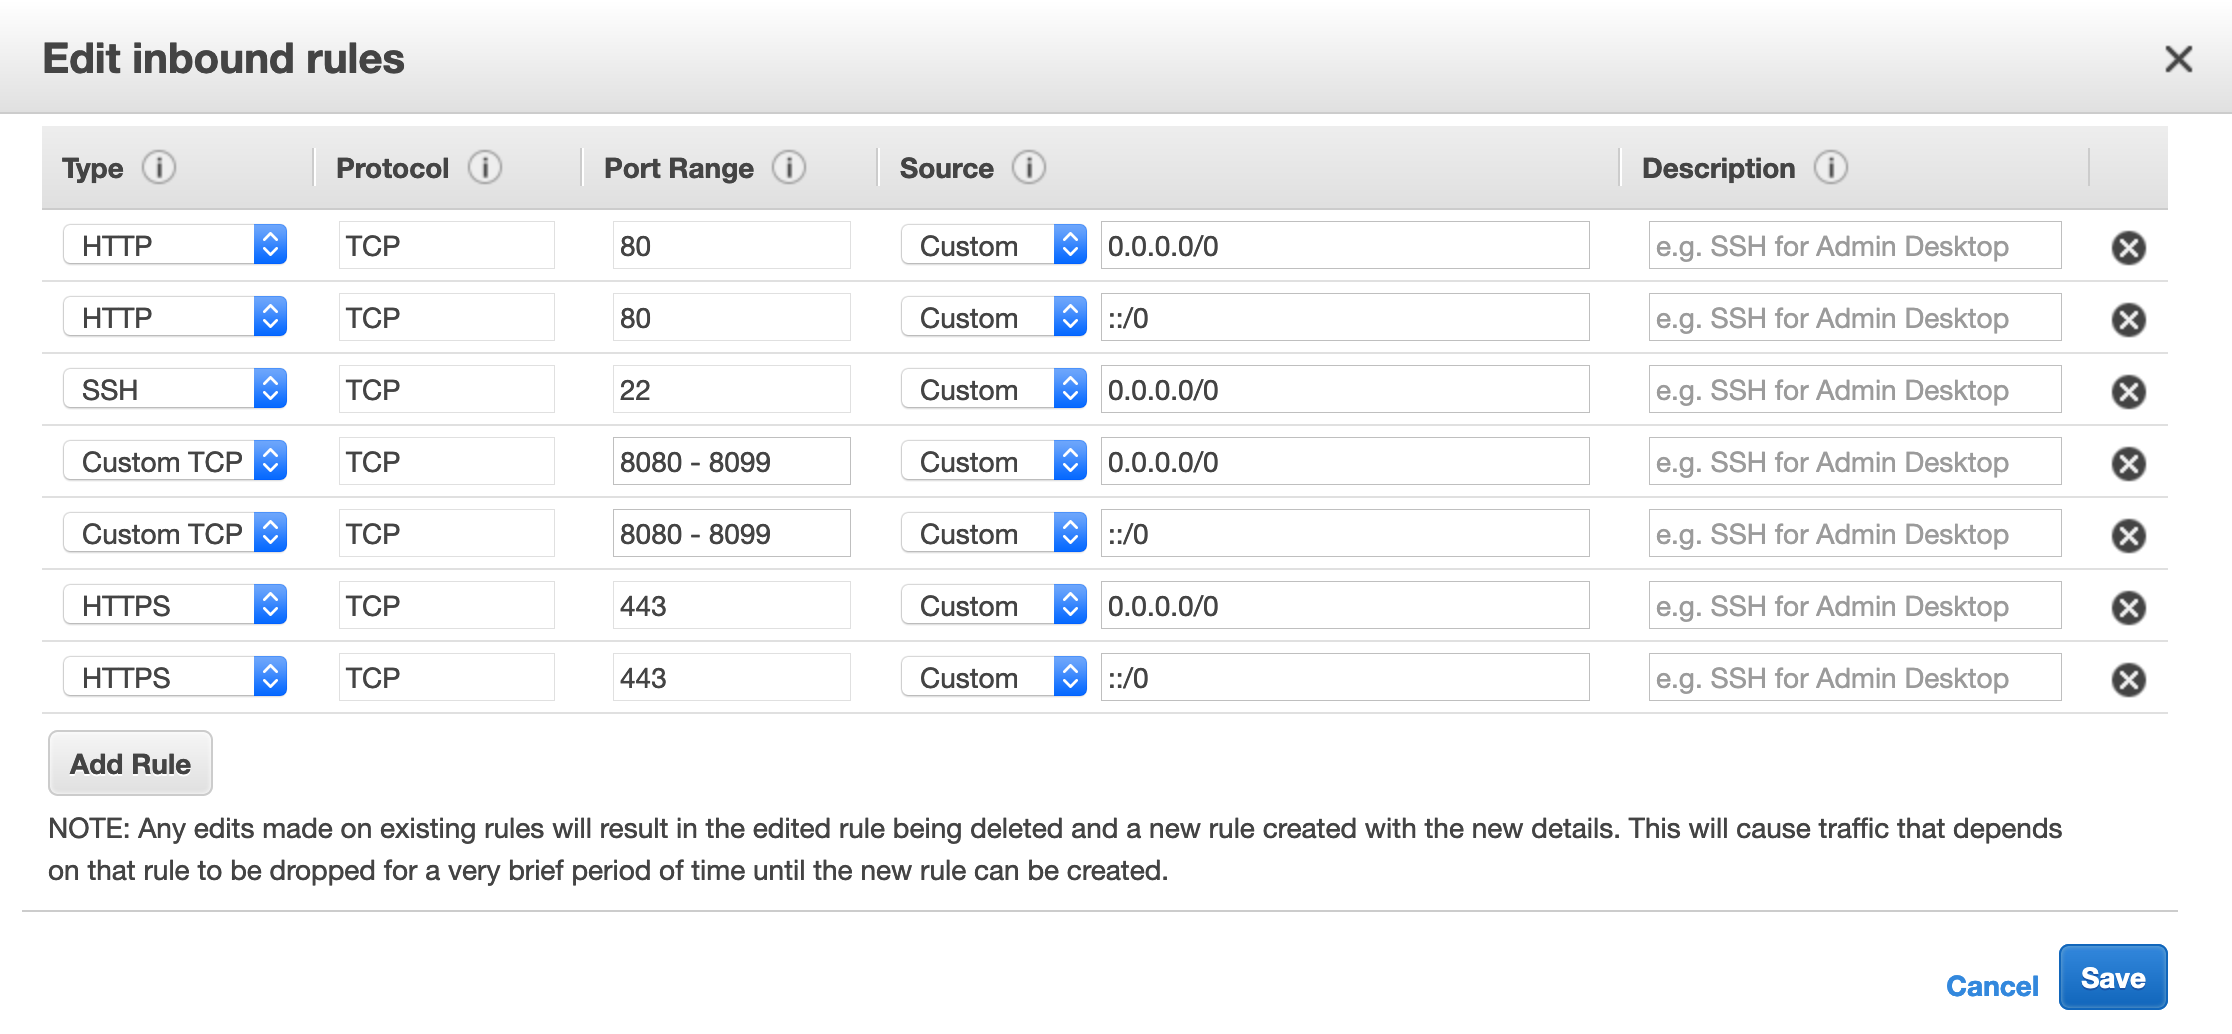 Edit inbound rules
Type Protocol Port Range Source Description
HTTP TCP 80 Custom 0.0.0.0/0 e.g. SSH for Admin Desktop
HTTP TCP 80 Custom ::/0 e.g. SSH for Admin Desktop
SSH TCP 22 Custom 0.0.0.0/0 e.g. SSH for Admin Desktop
Custom TCP TCP 8080 - 8099 Custom 0.0.0.0/0 e.g. SSH for Admin Desktop
Custom TCP TCP 8080 - 8099 Custom ::/0 e.g. SSH for Admin Desktop
HTTPS TCP 443 Custom 0.0.0.0/0 e.g. SSH for Admin Desktop
HTTPS TCP 443 Custom ::/0 e.g. SSH for Admin Desktop
Add Rule
NOTE: Any edits made on existing rules will result in the edited rule being deleted and a new rule created with the new details. This will cause traffic that depends
on that rule to be dropped for a very brief period of time until the new rule can be created.
Cancel Save